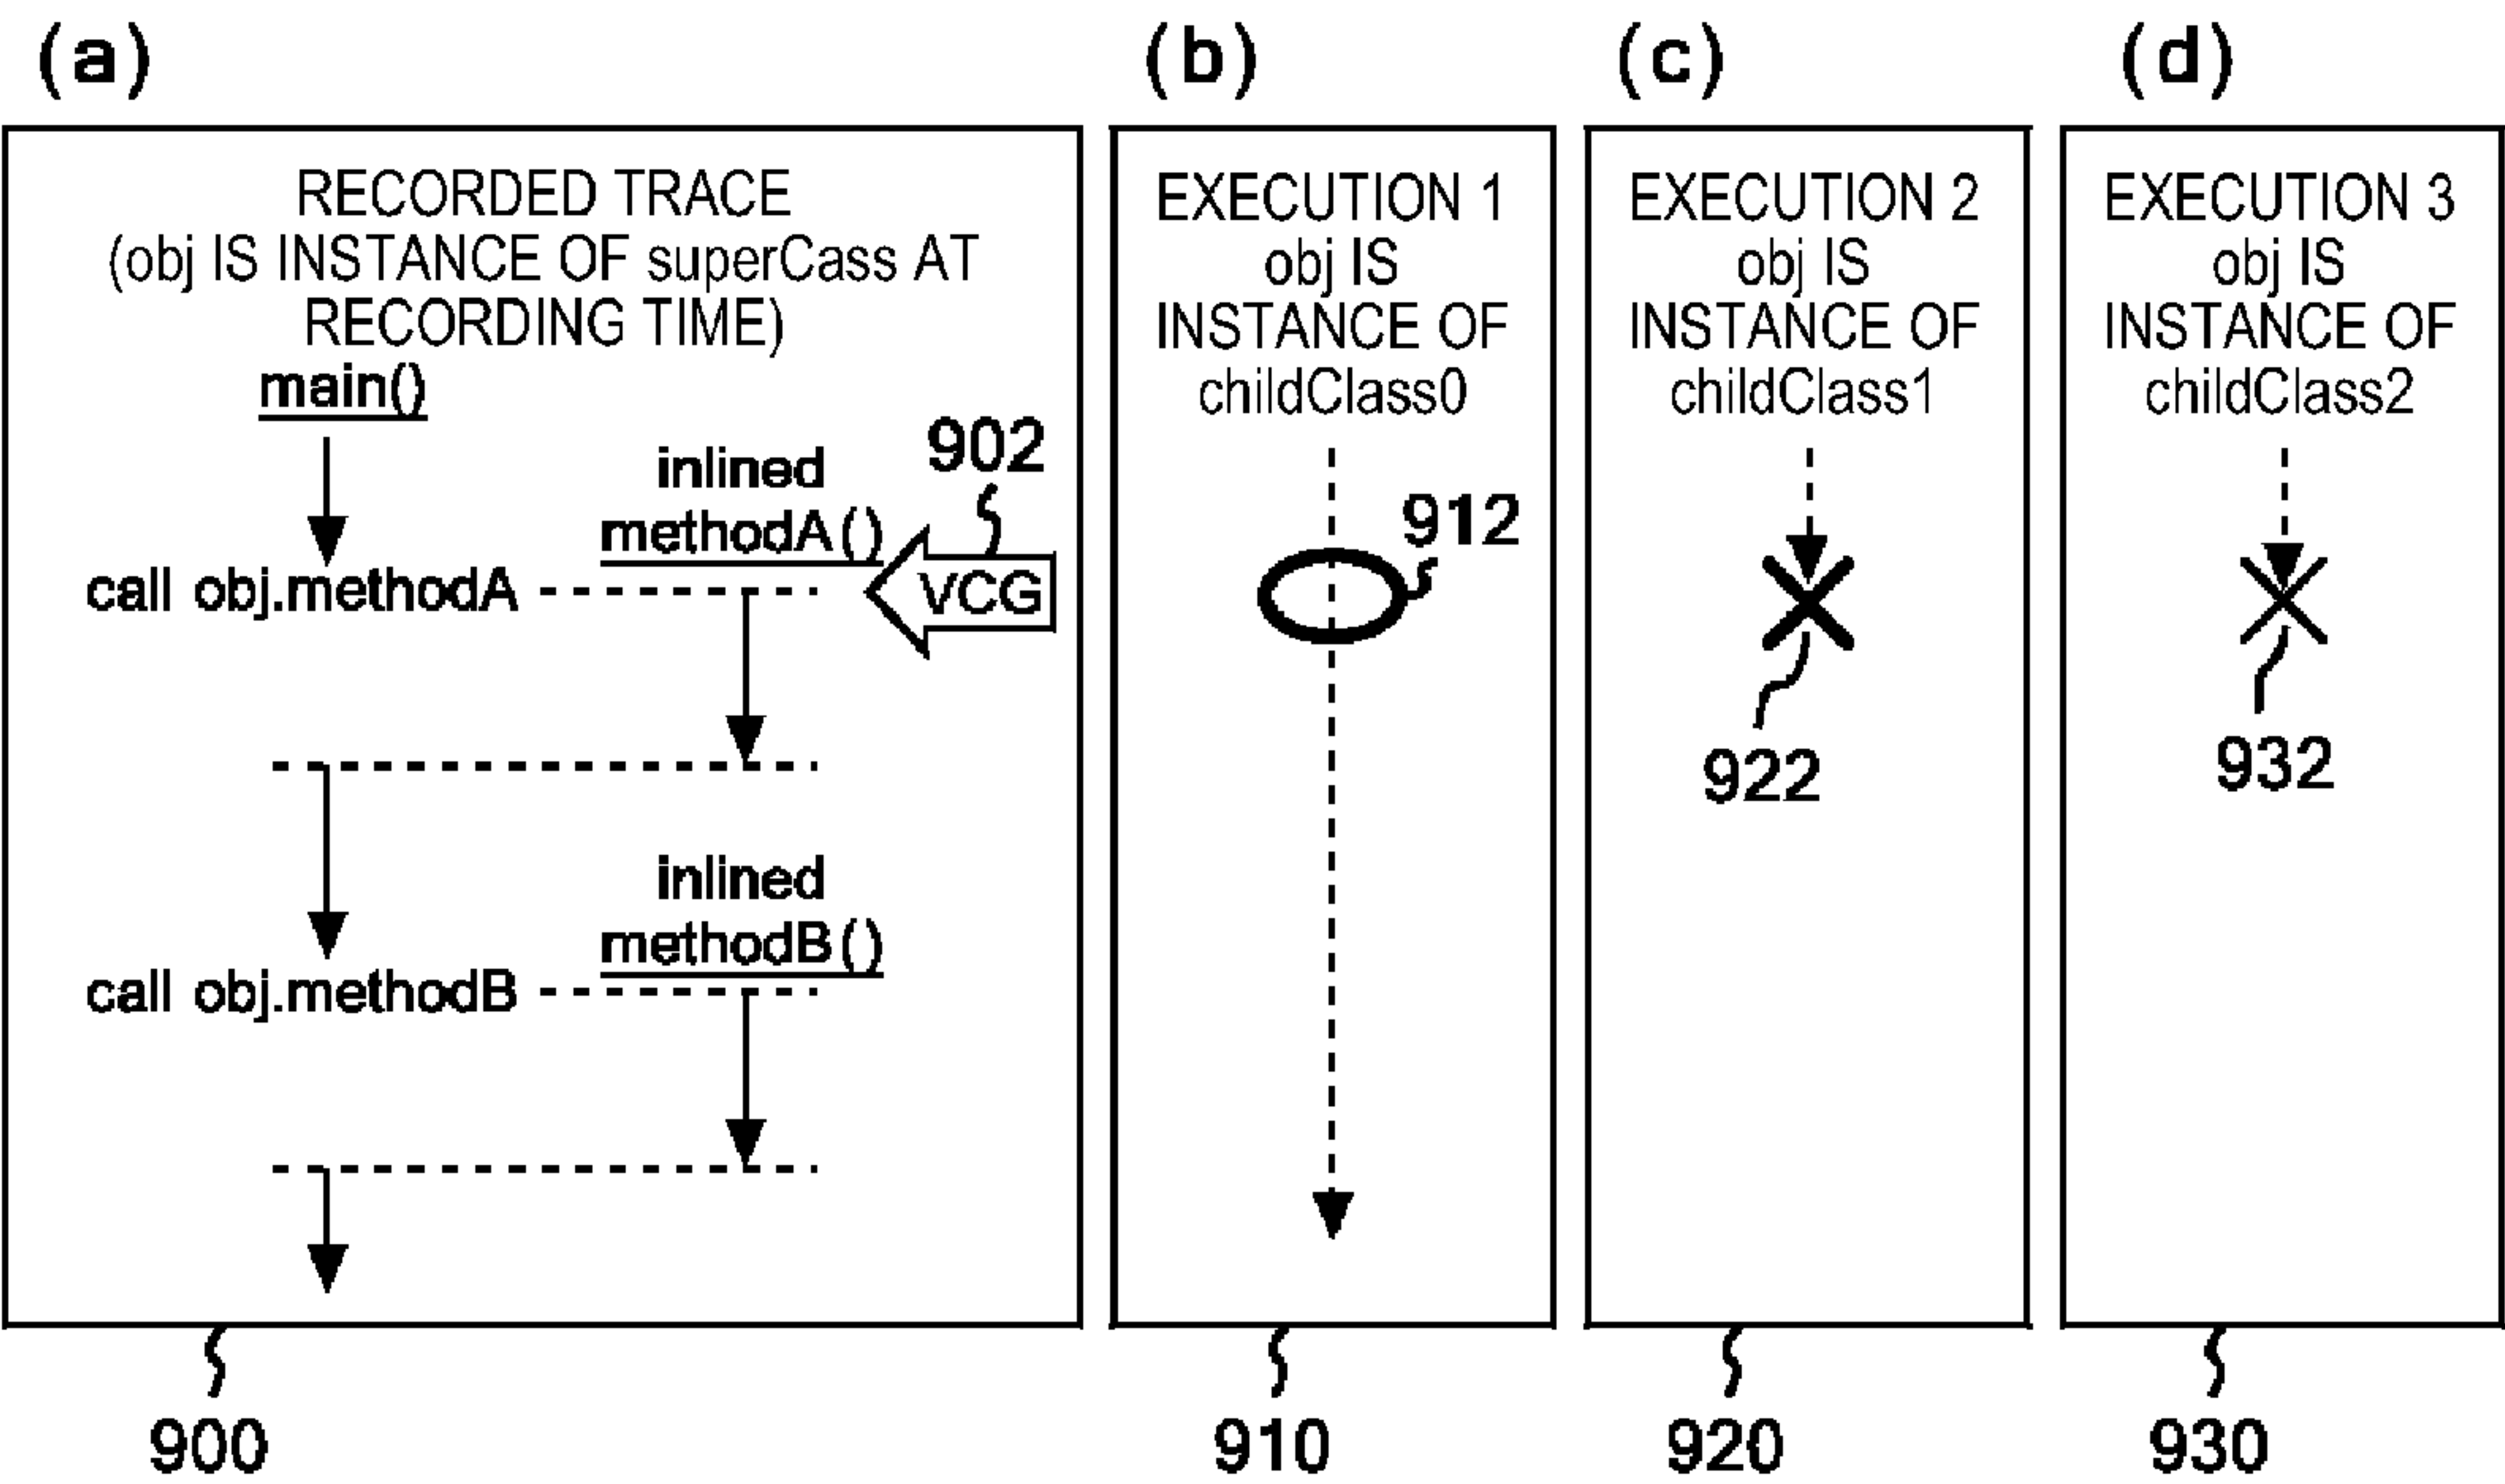 (a)
RECORDED TRACE
(obj IS INSTANCE OF superCass AT
RECORDING TIME)
main()
inlined
methodA()
902
VCG
call obj.methodA
inlined
methodB()
call obj.methodB
900
(b)
EXECUTION 1
obj IS
INSTANCE OF
childClass0
912
910
(c)
EXECUTION 2
obj IS
INSTANCE OF
childClass1
922
920
(d)
EXECUTION 3
obj IS
INSTANCE OF
childClass2
932
930